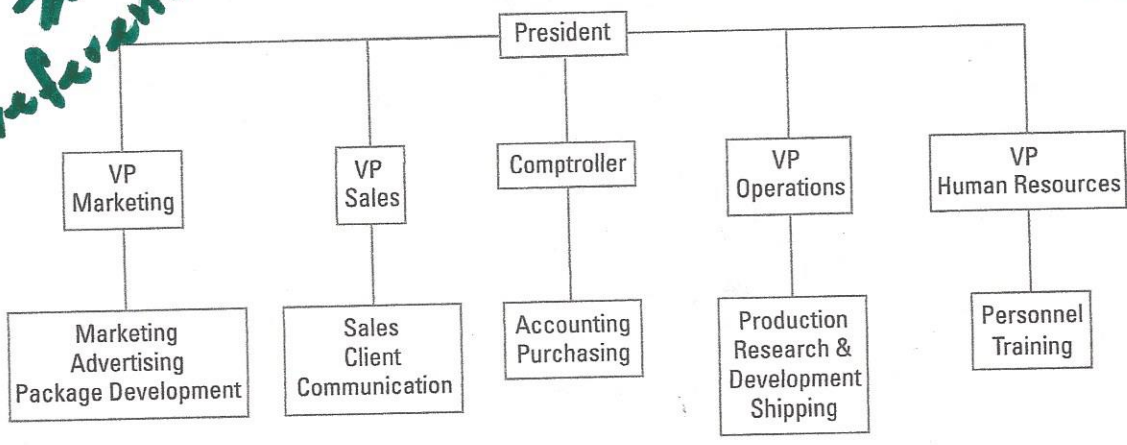 President
VP
Marketing
VP
Sales
Comptroller
VP
Operations
VP
Human Resources
Marketing
Advertising
Package Development
Sales
Client
Communication
Accounting
Purchasing
Production
Research &
Development
Shipping
Personnel
Training